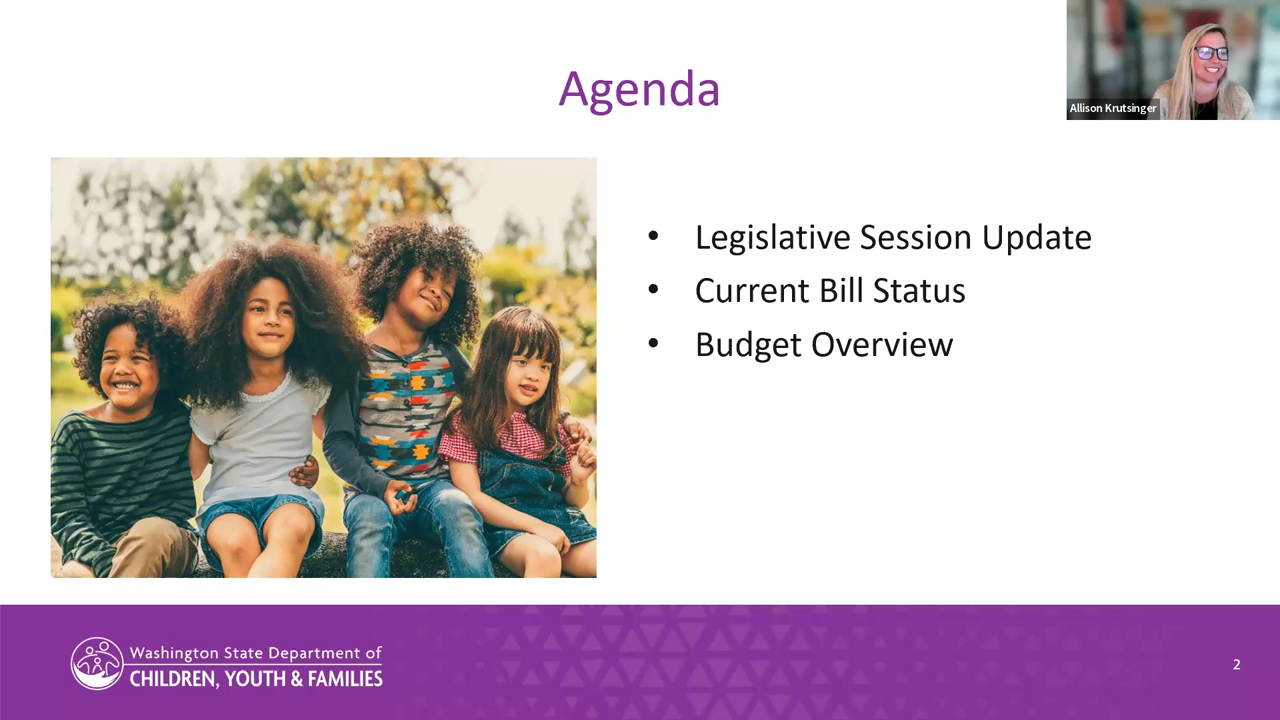 Agenda
Allison Krutsinger
• Legislative Session Update
• Current Bill Status
• Budget Overview
Washington State Department of
CHILDREN, YOUTH & FAMILIES
2